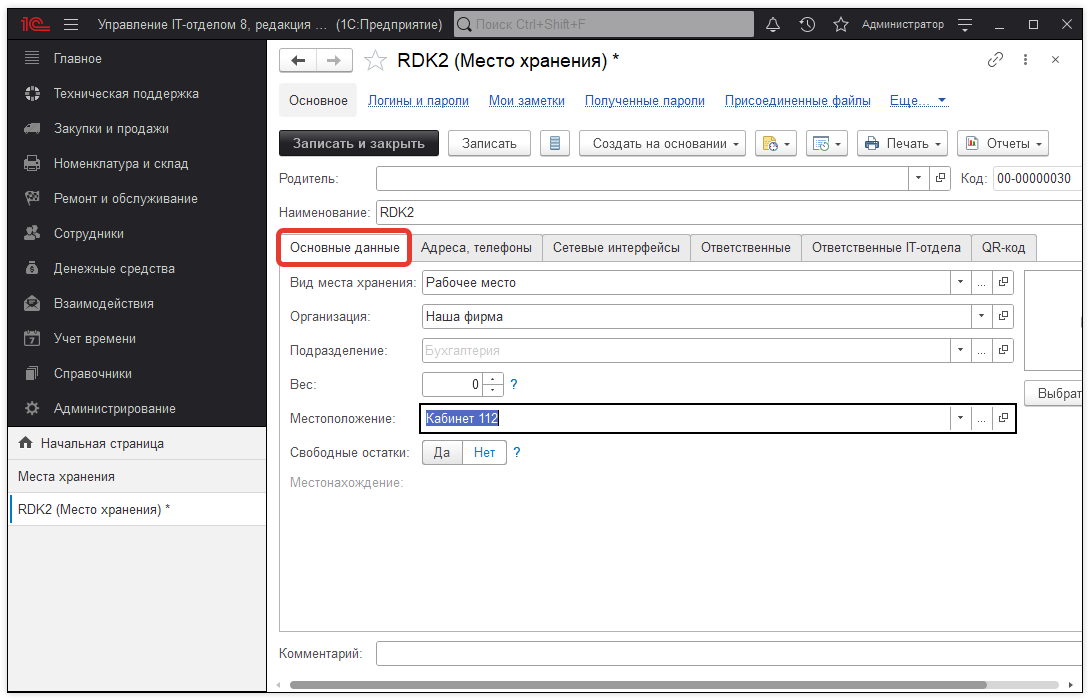 Управление IT-отделом 8, редакция ... (1С:Предприятие) Поиск Ctrl+Shift+F Администратор
Главное
Техническая поддержка
Закупки и продажи
Номенклатура и склад
Ремонт и обслуживание
Сотрудники
Денежные средства
Взаимодействия
Учет времени
Справочники
Администрирование
Начальная страница
Места хранения
RDK2 (Место хранения) *
RDK2 (Место хранения) *
Основное Логины и пароли Мои заметки Полученные пароли Присоединенные файлы Еще...
Записать и закрыть Записать Создать на основании Печать Отчеты
Родитель: Код: 00-00000030
Наименование: RDK2
Основные данные Адреса, телефоны Сетевые интерфейсы Ответственные Ответственные IT-отдела QR-код
Вид места хранения: Рабочее место ...
Организация: Наша фирма
Подразделение: Бухгалтерия ...
Вес: 0 ?
Выбрат
Местоположение: Кабинет 112 ...
Свободные остатки: Да Нет ?
Местонахождение:
Комментарий: